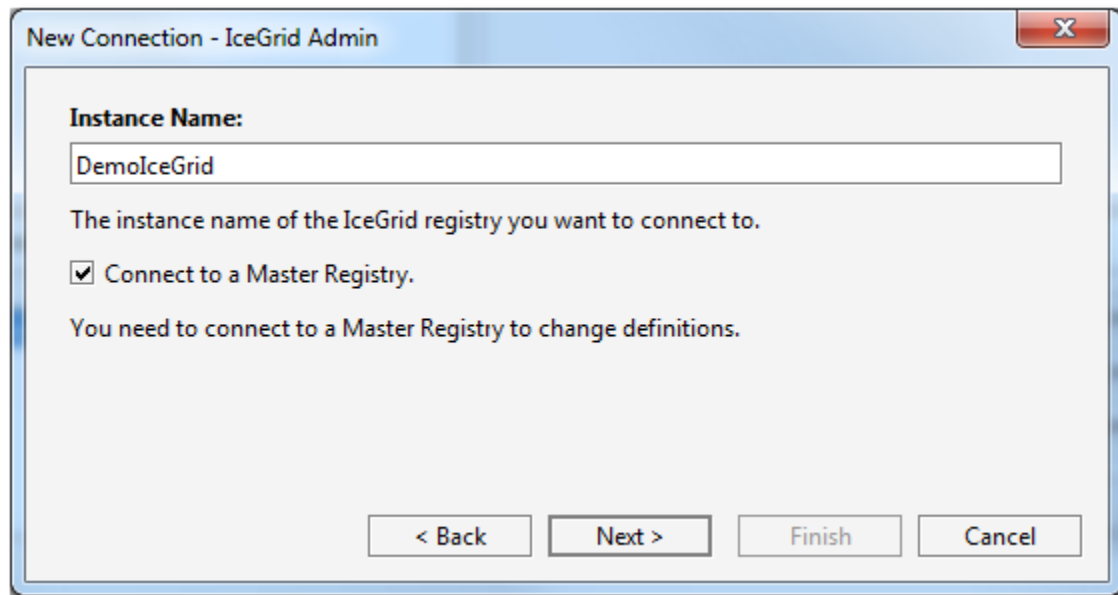 New Connection - IceGrid Admin
Instance Name:
DemoIceGrid
The instance name of the IceGrid registry you want to connect to.
Connect to a Master Registry.
You need to connect to a Master Registry to change definitions.
< Back Next > Finish Cancel